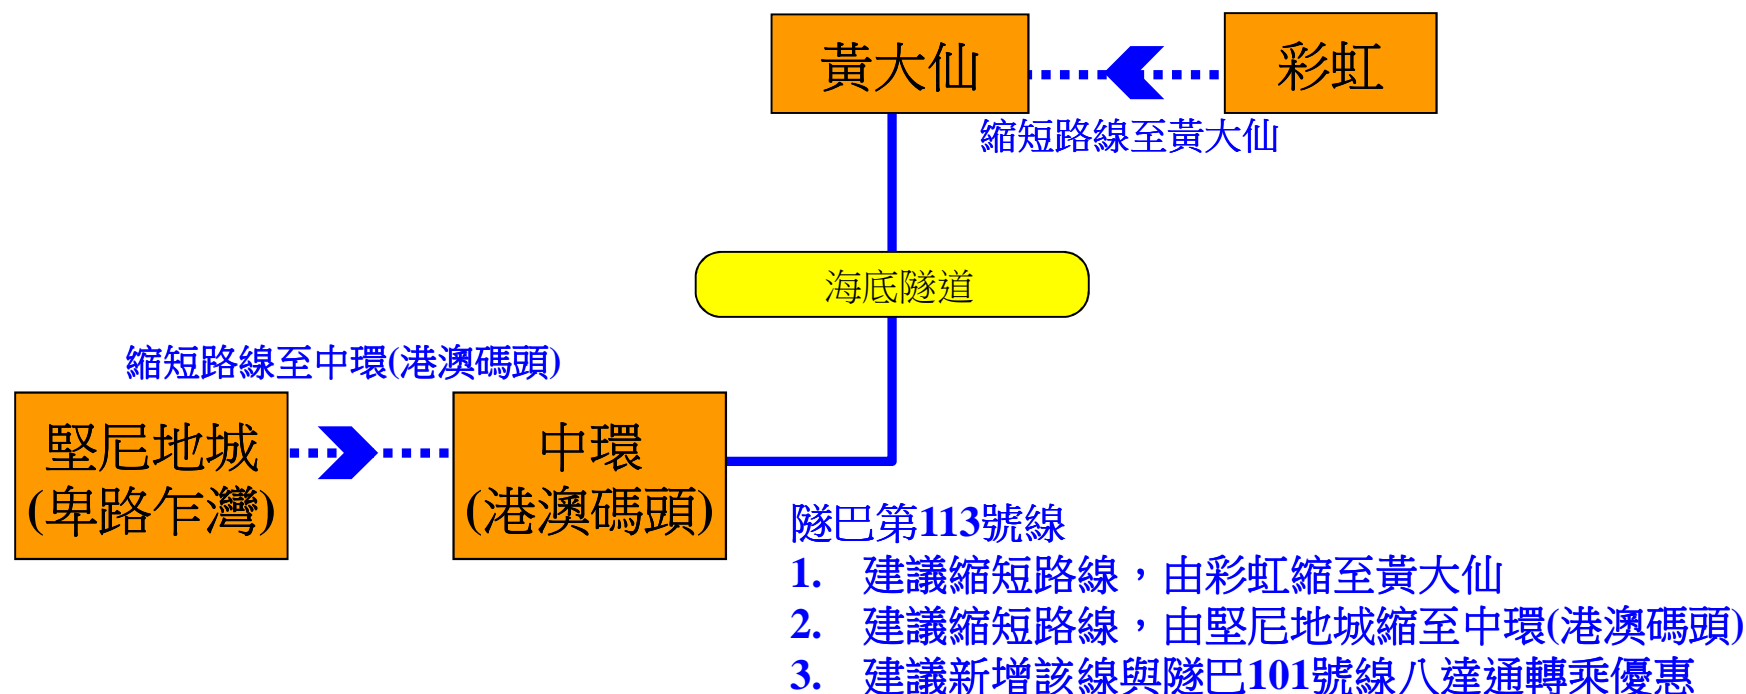 黃大仙
彩虹
縮短路線至黃大仙
海底隧道
縮短路線至中環(港澳碼頭)
堅尼地城
(卑路乍灣)
中環
(港澳碼頭)
隧巴第113號線
1. 建議縮短路線，由彩虹縮至黃大仙
2. 建議縮短路線，由堅尼地城縮至中環(港澳碼頭)
3. 建議新增該線與隧巴101號線八達通轉乘優惠